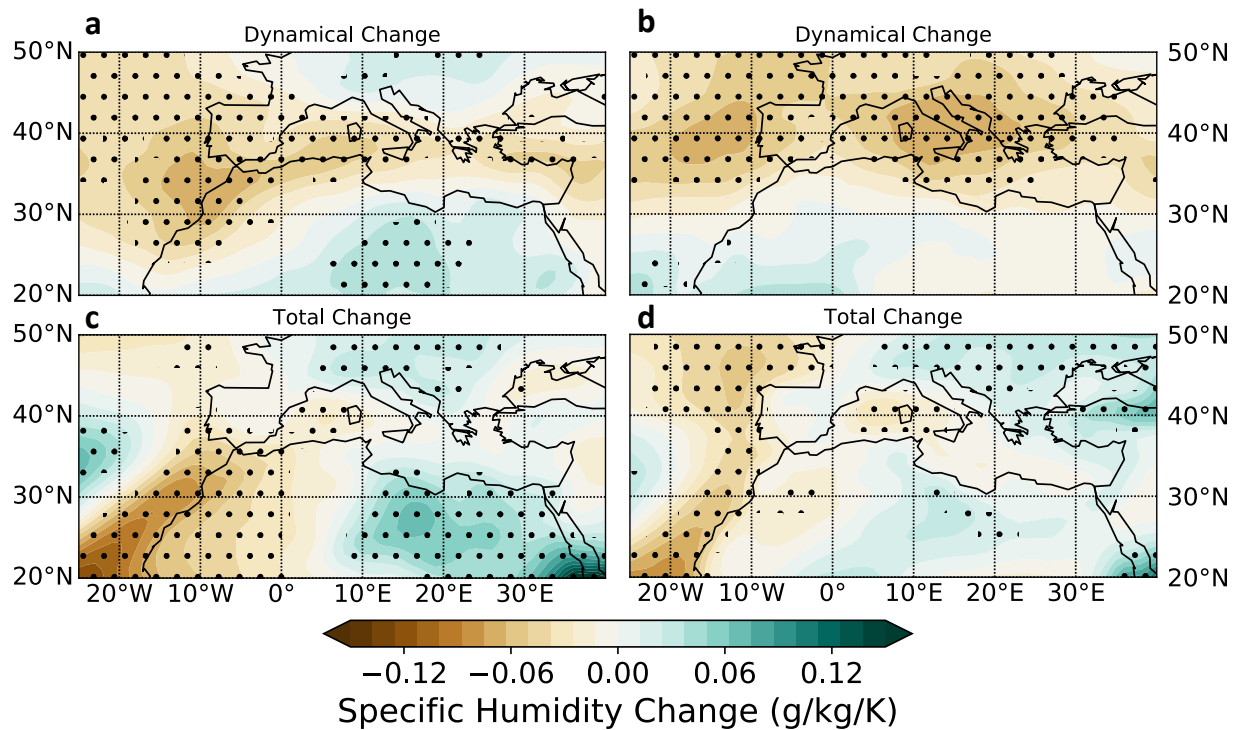 a
b
Dynamical Change
Dynamical Change
50°N
40°N
30°N
20°N
50°N
40°N
30°N
20°N
c
d
Total Change
Total Change
50°N
40°N
30°N
20°N
50°N
40°N
30°N
20°N
20°W 10°W 0° 10°E 20°E 30°E
20°W 10°W 0° 10°E 20°E 30°E
−0.12 −0.06 0.00 0.06 0.12
Specific Humidity Change (g/kg/K)